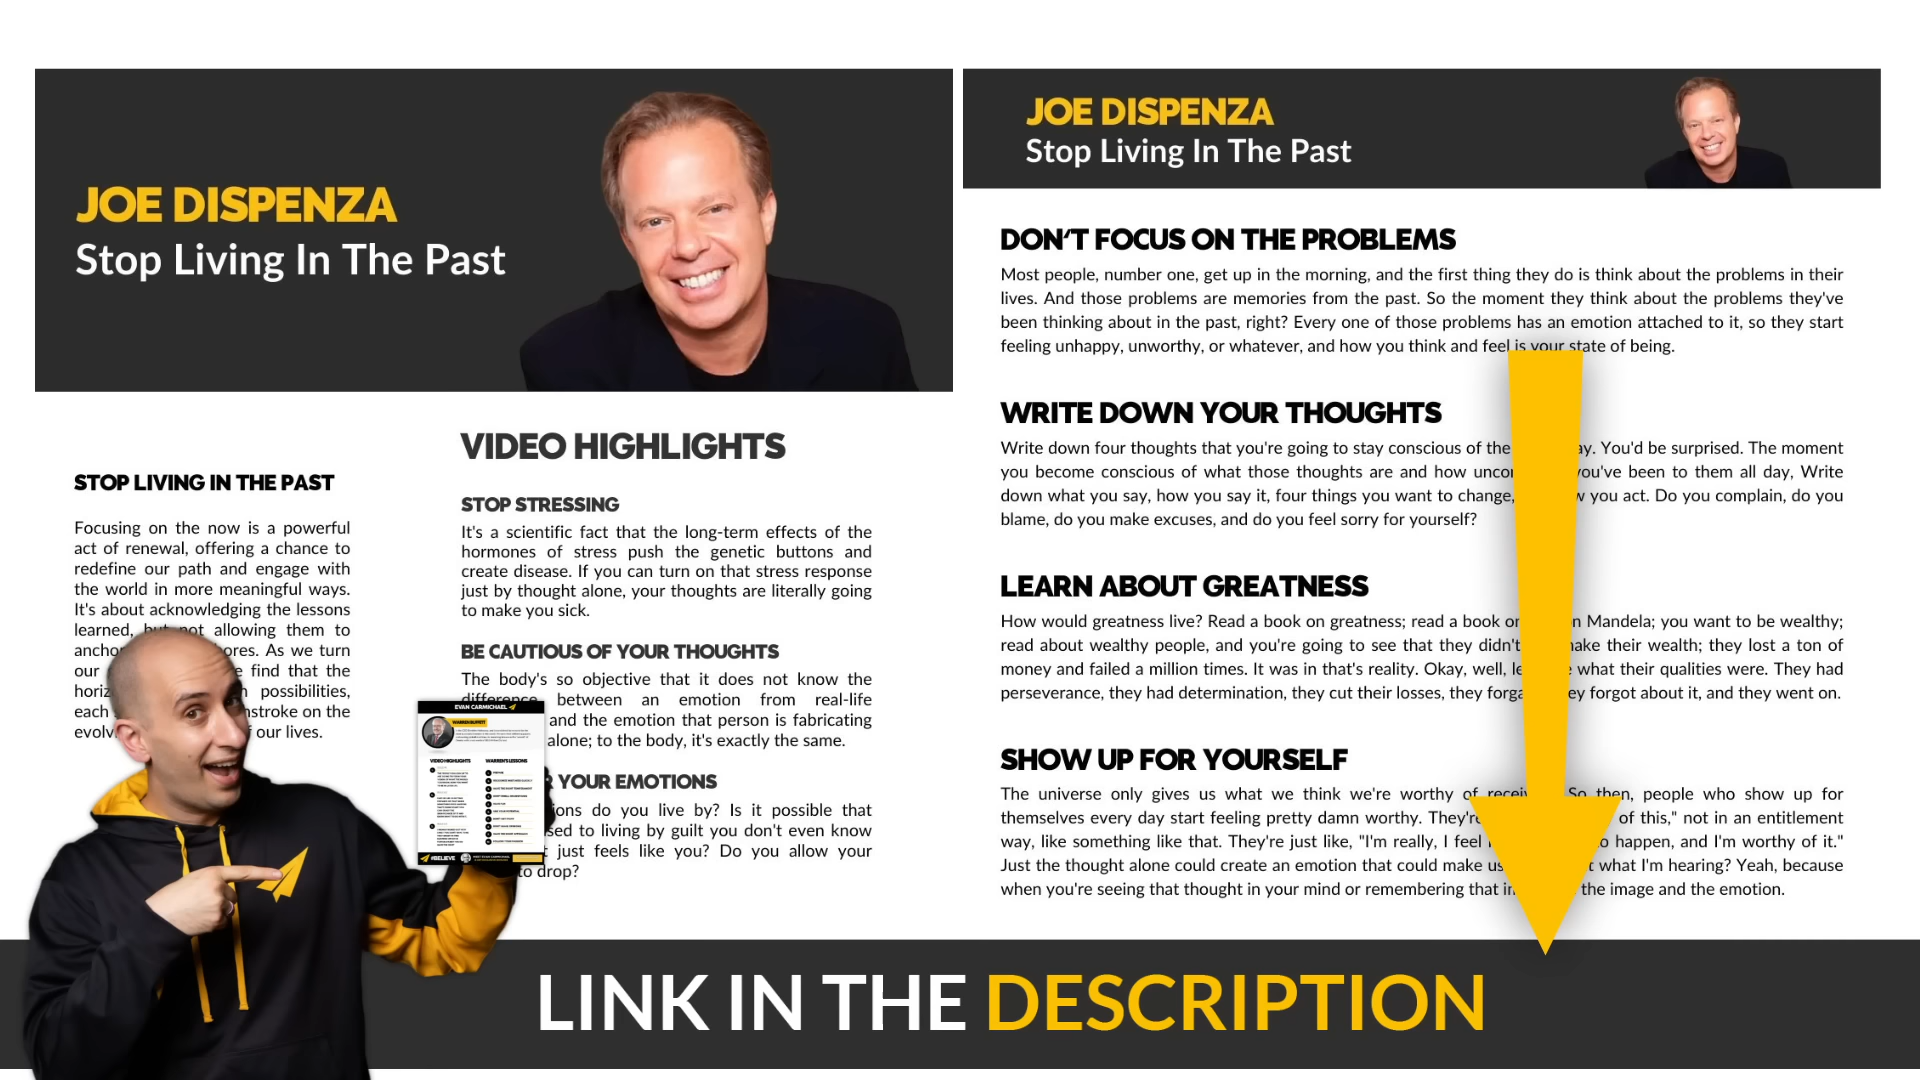 JOE DISPENZA
Stop Living In The Past
STOP LIVING IN THE PAST
Focusing on the now is a powerful
act of renewal, offering a chance to
redefine our path and engage with
the world in more meaningful ways.
It's about acknowledging the lessons
learned, but not allowing them to
As we turn
our find that the
possibilities,
each on the
our lives.
VIDEO HIGHLIGHTS
STOP STRESSING
It's a scientific fact that the long-term effects of the
hormones of stress push the genetic buttons and
create disease. If you can turn on that stress response
just by thought alone, your thoughts are literally going
to make you sick.
BE CAUTIOUS OF YOUR THOUGHTS
The body's so objective that it does not know the
difference between an emotion from real-life
and the emotion that person is fabricating
alone; to the body, it's exactly the same.
YOUR EMOTIONS
do you live by? Is it possible that
to living by guilt you don't even know
just feels like you? Do you allow your
to drop?
EVAN CARMICHAEL
WARREN BUFFETT
VIDEO HIGHLIGHTS
WARREN'S LESSONS
#BELIEVE
JOE DISPENZA
Stop Living In The Past
DON'T FOCUS ON THE PROBLEMS
Most people, number one, get up in the morning, and the first thing they do is think about the problems in their
lives. And those problems are memories from the past. So the moment they think about the problems they've
been thinking about in the past, right? Every one of those problems has an emotion attached to it, so they start
feeling unhappy, unworthy, or whatever, and how you think and feel is your state of being.
WRITE DOWN YOUR THOUGHTS
Write down four thoughts that you're going to stay conscious of the You'd be surprised. The moment
you become conscious of what those thoughts are and how you've been to them all day, Write
down what you say, how you say it, four things you want to change, you act. Do you complain, do you
blame, do you make excuses, and do you feel sorry for yourself?
LEARN ABOUT GREATNESS
How would greatness live? Read a book on greatness; read a book Mandela; you want to be wealthy;
read about wealthy people, and you're going to see that they didn't make their wealth; they lost a ton of
money and failed a million times. It was in that's reality. Okay, well, what their qualities were. They had
perseverance, they had determination, they cut their losses, they forgot about it, and they went on.
SHOW UP FOR YOURSELF
The universe only gives us what we think we're worthy of So then, people who show up for
themselves every day start feeling pretty damn worthy. They're of this," not in an entitlement
way, like something like that. They're just like, "I'm really, I feel happen, and I'm worthy of it."
Just the thought alone could create an emotion that could make what I'm hearing? Yeah, because
when you're seeing that thought in your mind or remembering that the image and the emotion.
LINK IN THE DESCRIPTION